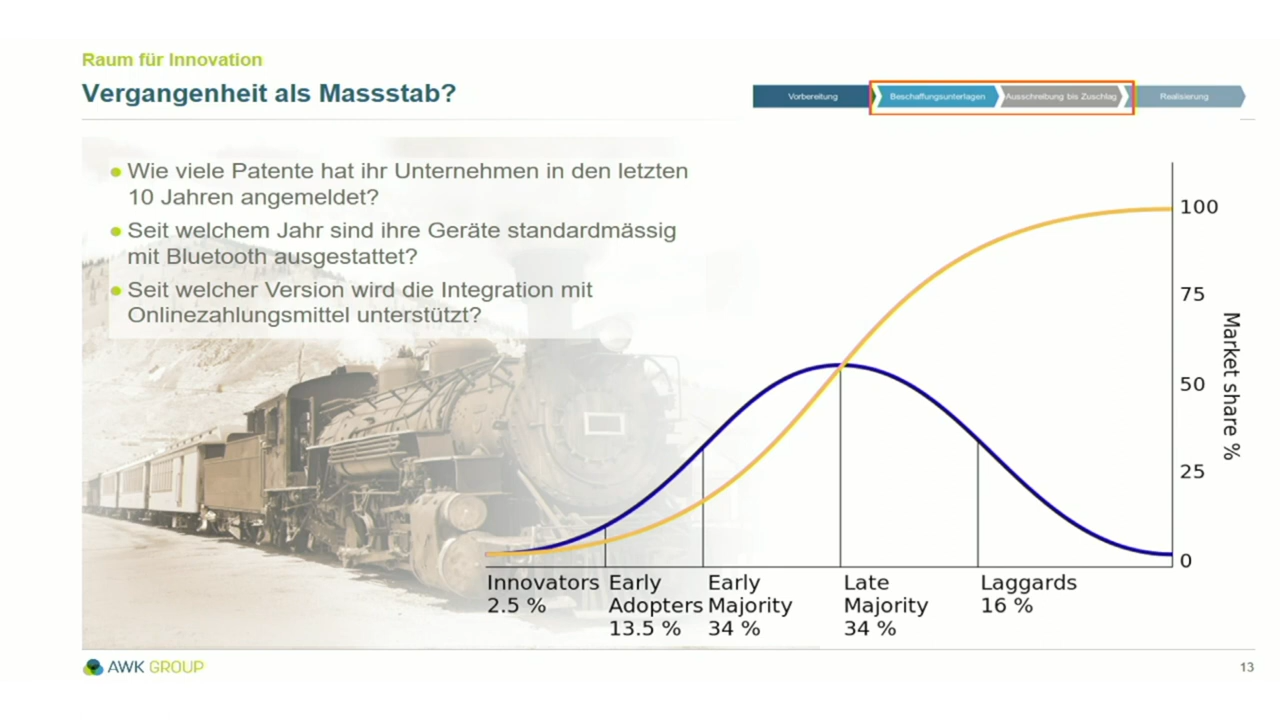 Raum für Innovation
Vergangenheit als Massstab?
Vorbereitung
Beschaffungsunterlagen
Ausschreibung bis Zuschlag
Realisierung
Wie viele Patente hat ihr Unternehmen in den letzten
10 Jahren angemeldet?
Seit welchem Jahr sind ihre Geräte standardmässig
mit Bluetooth ausgestattet?
Seit welcher Version wird die Integration mit
Onlinezahlungsmittel unterstützt?
100
75
50
25
0
Market share %
Innovators
2.5 %
Early
Adopters
13.5 %
Early
Majority
34 %
Late
Majority
34 %
Laggards
16 %
AWK GROUP
13